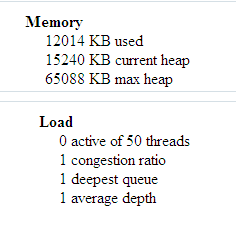 Memory
12014 KB used
15240 KB current heap
65088 KB max heap
Load
0 active of 50 threads
1 congestion ratio
1 deepest queue
1 average depth